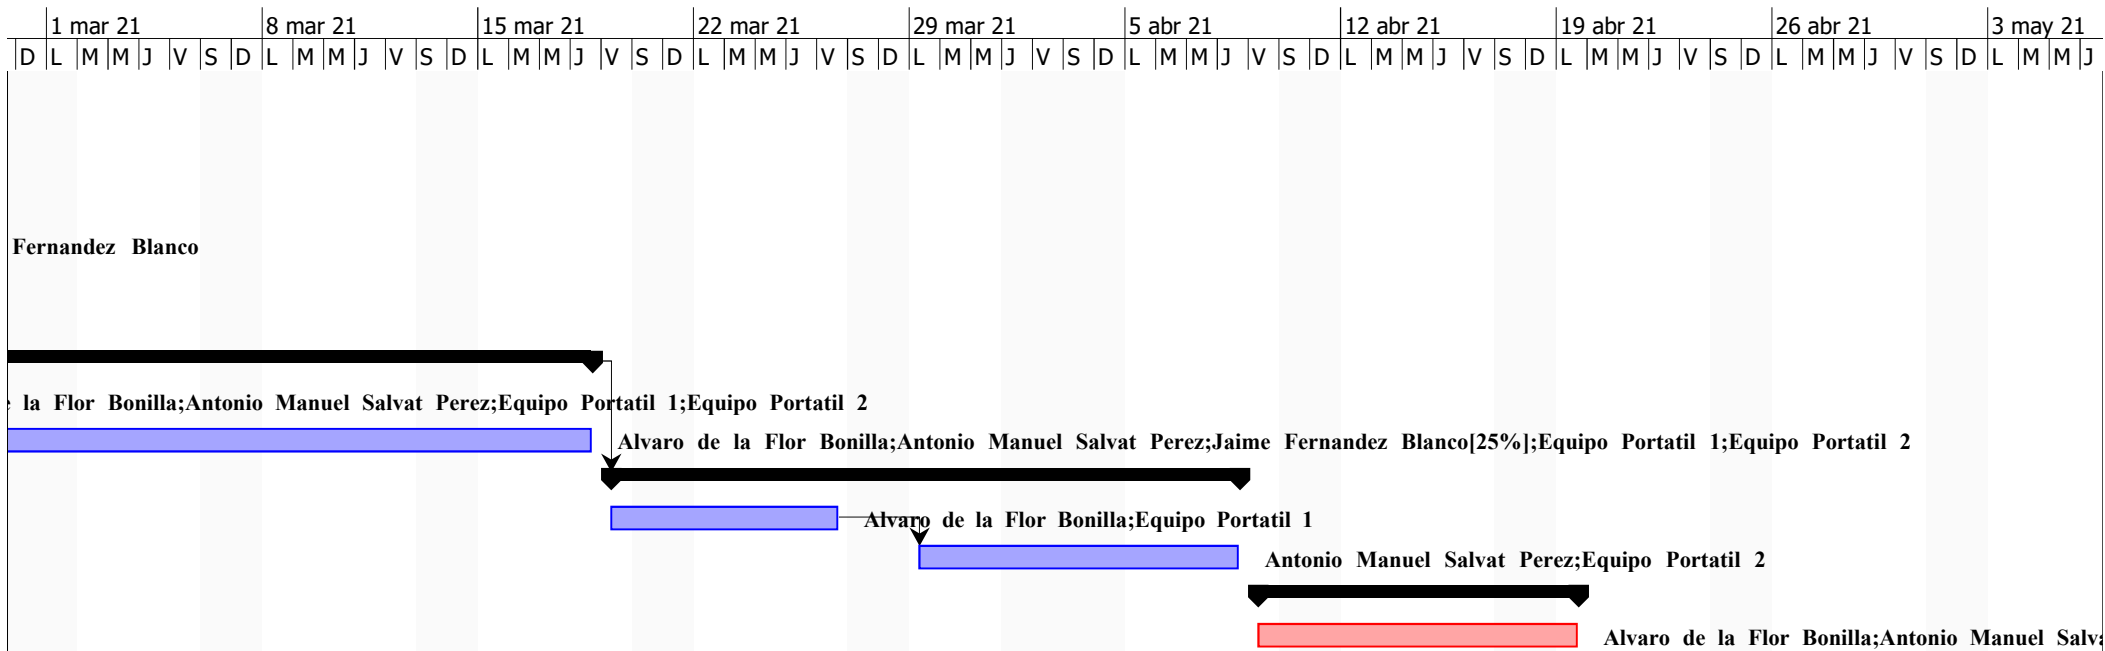 1 mar 21 8 mar 21 15 mar 21 22 mar 21 29 mar 21 5 abr 21 12 abr 21 19 abr 21 26 abr 21 3 may 21
D L M M J V S D L M M J V S D L M M J V S D L M M J V S D L M M J V S D L M M J V S D L M M J V S D L M M J V S D L M M J V S D L M M J
Fernandez Blanco
la Flor Bonilla;Antonio Manuel Salvat Perez;Equipo Portatil 1;Equipo Portatil 2
Alvaro de la Flor Bonilla;Antonio Manuel Salvat Perez;Jaime Fernandez Blanco[25%];Equipo Portatil 1;Equipo Portatil 2
Alvaro de la Flor Bonilla;Equipo Portatil 1
Antonio Manuel Salvat Perez;Equipo Portatil 2
Alvaro de la Flor Bonilla;Antonio Manuel